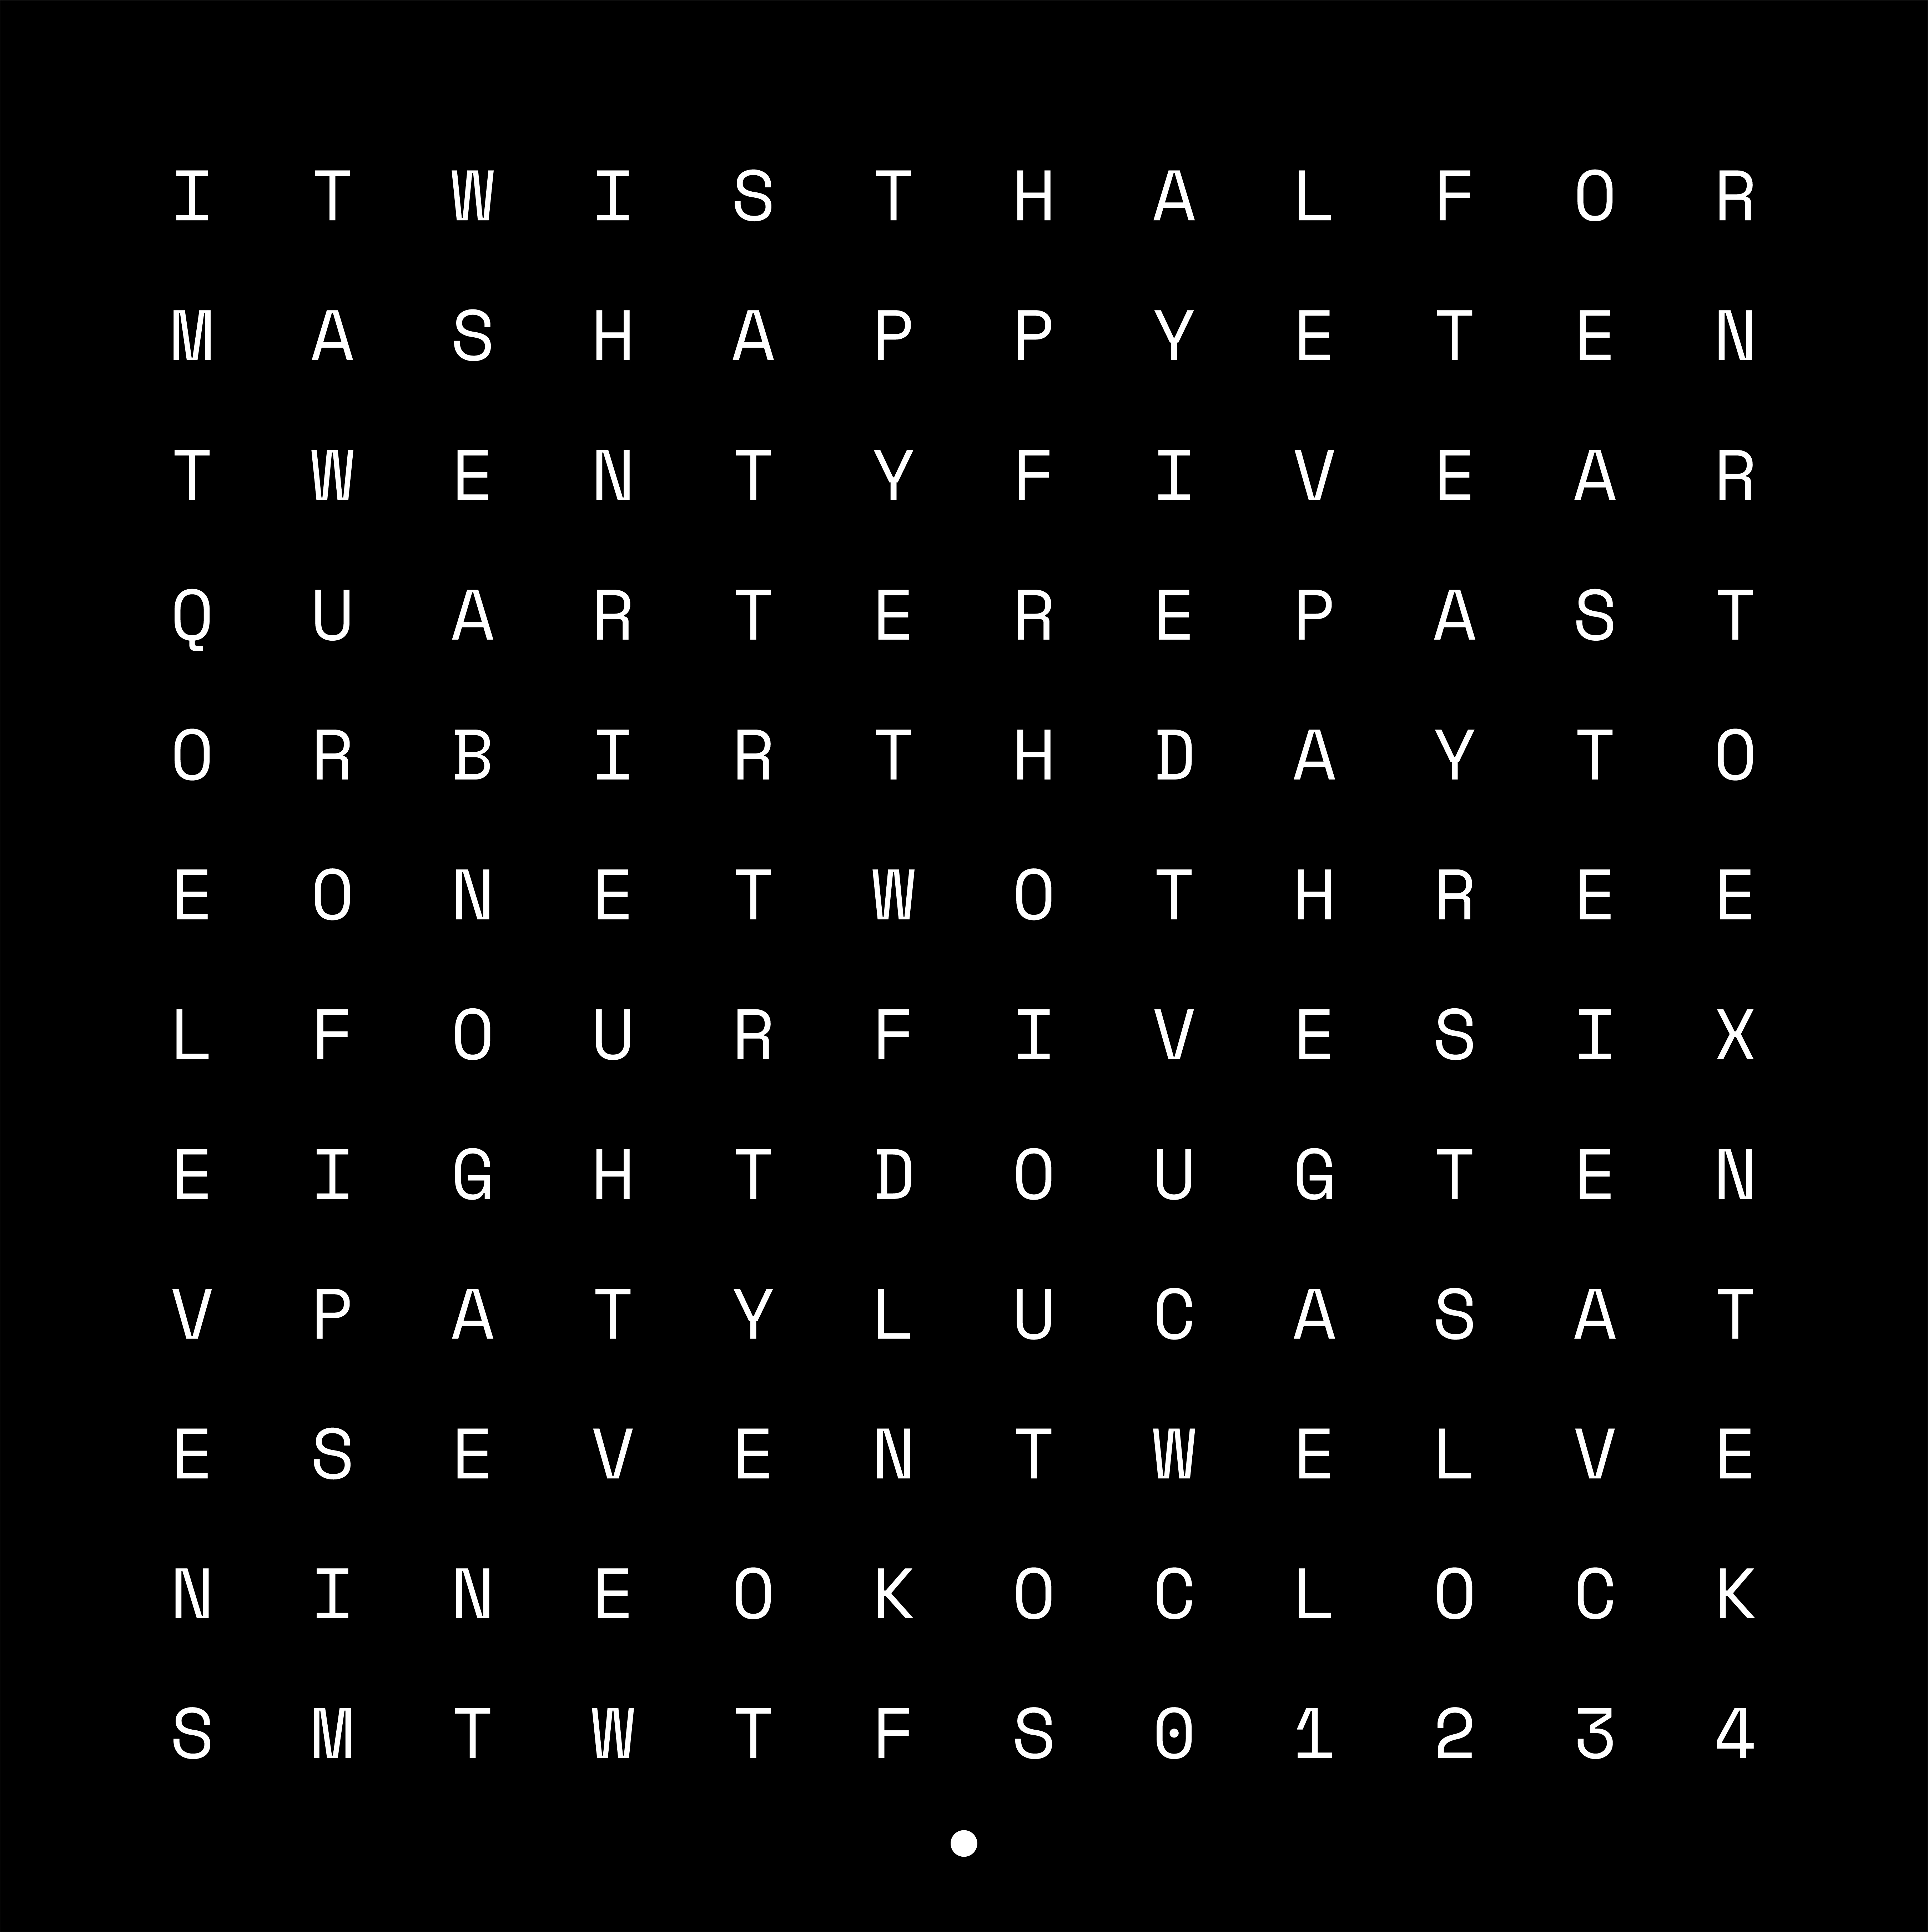 I T W I S T H A L F O R
M A S H A P P Y E T E N
T W E N T Y F I V E A R
Q U A R T E R E P A S T
O R B I R T H D A Y T O
E O N E T W O T H R E E
L F O U R F I V E S I X
E I G H T D O U G T E N
V P A T Y L U C A S A T
E S E V E N T W E L V E
N I N E O K O C L O C K
S M T W T F S 0 1 2 3 4